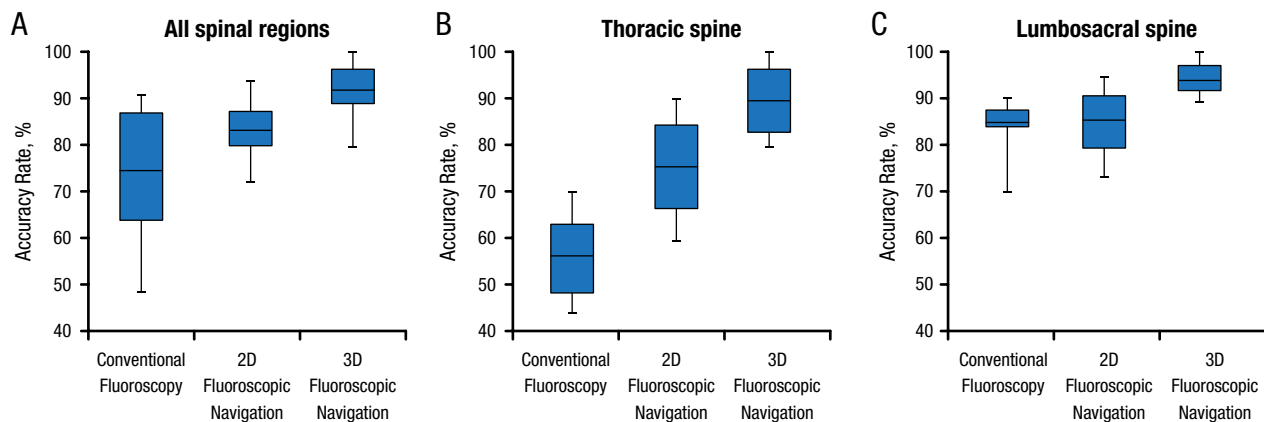 A
All spinal regions
Accuracy Rate, %
100
90
80
70
60
50
40
Conventional
Fluoroscopy
2D
Fluoroscopic
Navigation
3D
Fluoroscopic
Navigation
B
Thoracic spine
Accuracy Rate, %
100
90
80
70
60
50
40
Conventional
Fluoroscopy
2D
Fluoroscopic
Navigation
3D
Fluoroscopic
Navigation
C
Lumbosacral spine
Accuracy Rate, %
100
90
80
70
60
50
40
Conventional
Fluoroscopy
2D
Fluoroscopic
Navigation
3D
Fluoroscopic
Navigation